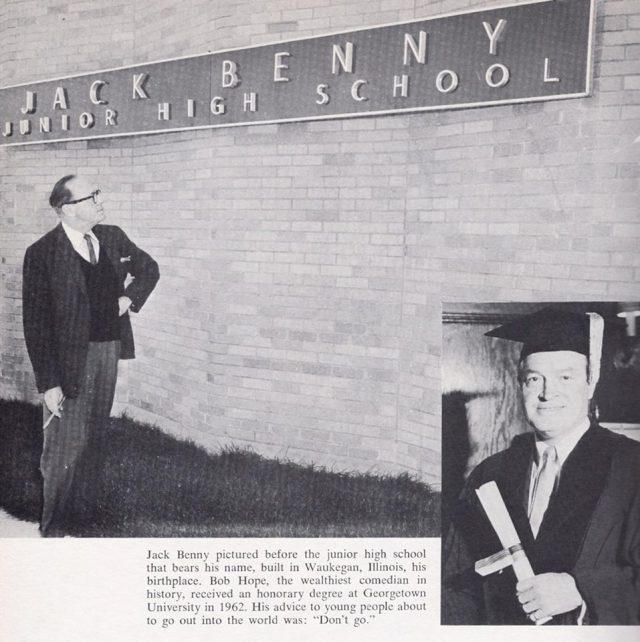 JACK BENNY
JUNIOR HIGH SCHOOL
Jack Benny pictured before the junior high school
that bears his name, built in Waukegan, Illinois, his
birthplace. Bob Hope, the wealthiest comedian in
history, received an honorary degree at Georgetown
University in 1962. His advice to young people about
to go out into the world was: “Don't go.”